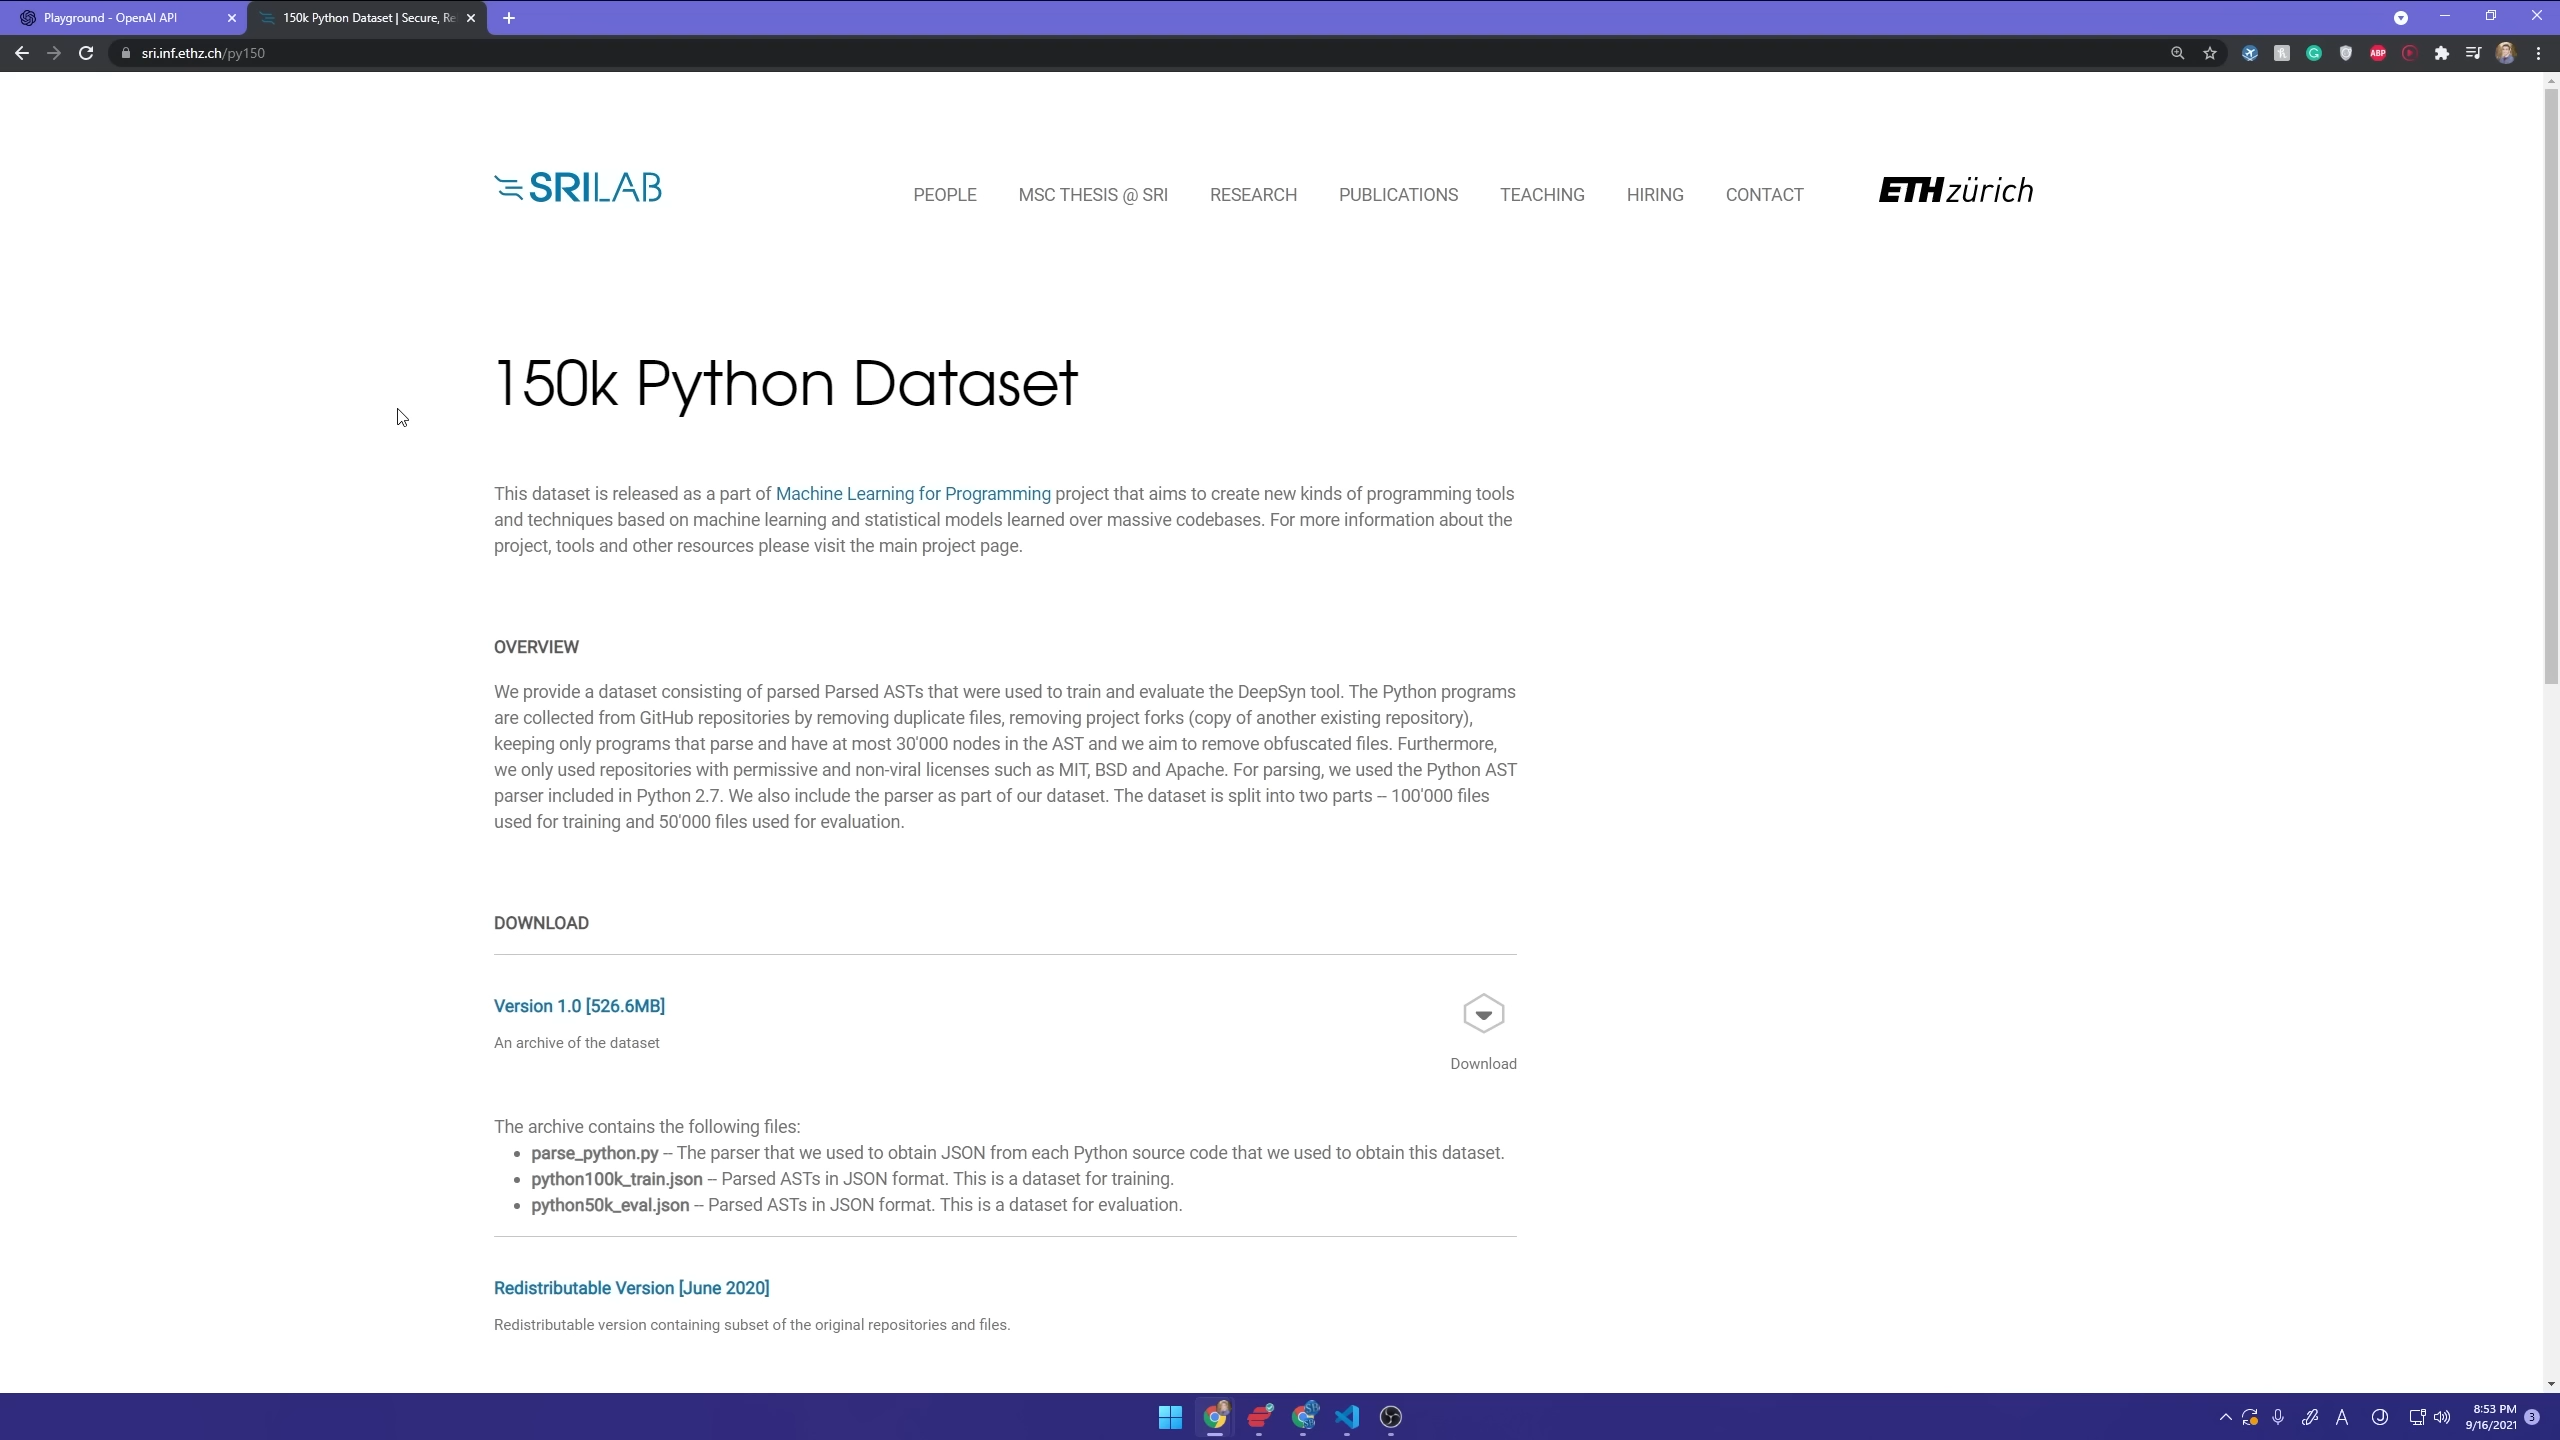 Playground - OpenAI API
150k Python Dataset | Secure, Re
sri.inf.ethz.ch/py150
ABP
SRILAB
PEOPLE
MSC THESIS @ SRI
RESEARCH
PUBLICATIONS
TEACHING
HIRING
CONTACT
ETH zürich
150k Python Dataset
This dataset is released as a part of Machine Learning for Programming project that aims to create new kinds of programming tools
and techniques based on machine learning and statistical models learned over massive codebases. For more information about the
project, tools and other resources please visit the main project page.
OVERVIEW
We provide a dataset consisting of parsed Parsed ASTs that were used to train and evaluate the DeepSyn tool. The Python programs
are collected from GitHub repositories by removing duplicate files, removing project forks (copy of another existing repository),
keeping only programs that parse and have at most 30'000 nodes in the AST and we aim to remove obfuscated files. Furthermore,
we only used repositories with permissive and non-viral licenses such as MIT, BSD and Apache. For parsing, we used the Python AST
parser included in Python 2.7. We also include the parser as part of our dataset. The dataset is split into two parts -- 100'000 files
used for training and 50'000 files used for evaluation.
DOWNLOAD
Version 1.0 [526.6MB]
An archive of the dataset
Download
The archive contains the following files:
• parse_python.py -- The parser that we used to obtain JSON from each Python source code that we used to obtain this dataset.
• python100k_train.json -- Parsed ASTs in JSON format. This is a dataset for training.
• python50k_eval.json -- Parsed ASTs in JSON format. This is a dataset for evaluation.
Redistributable Version [June 2020]
Redistributable version containing subset of the original repositories and files.
8:53 PM
9/16/2021
3